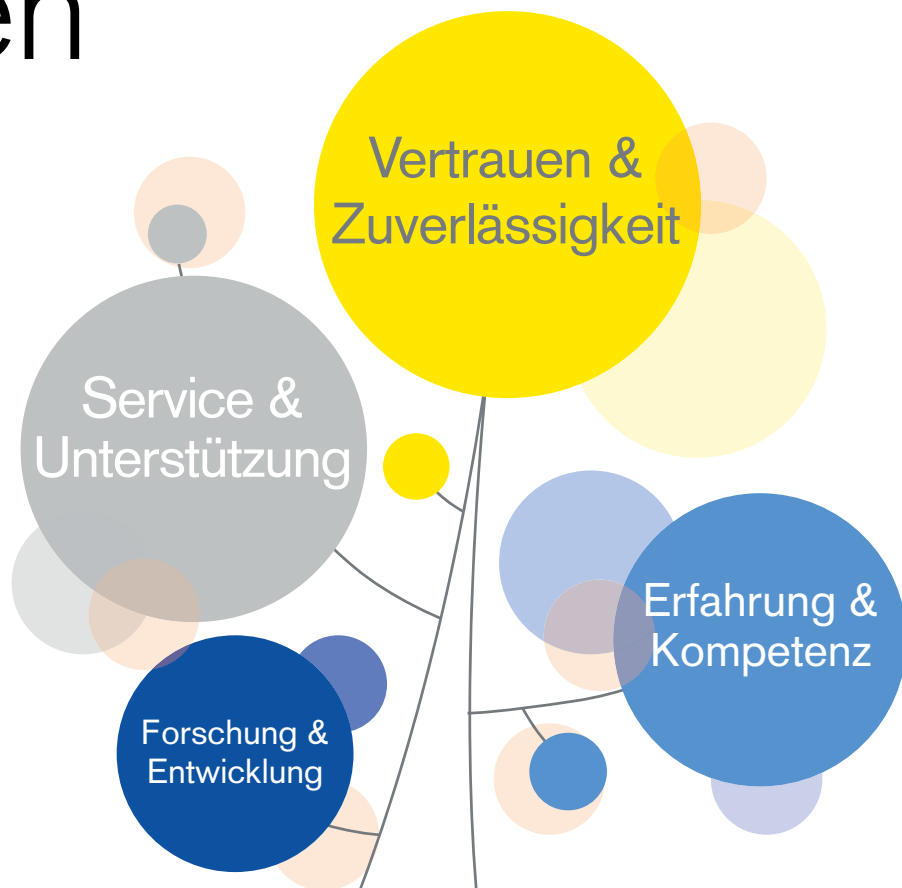 en
Vertrauen &
Zuverlässigkeit
Service &
Unterstützung
Erfahrung &
Kompetenz
Forschung &
Entwicklung